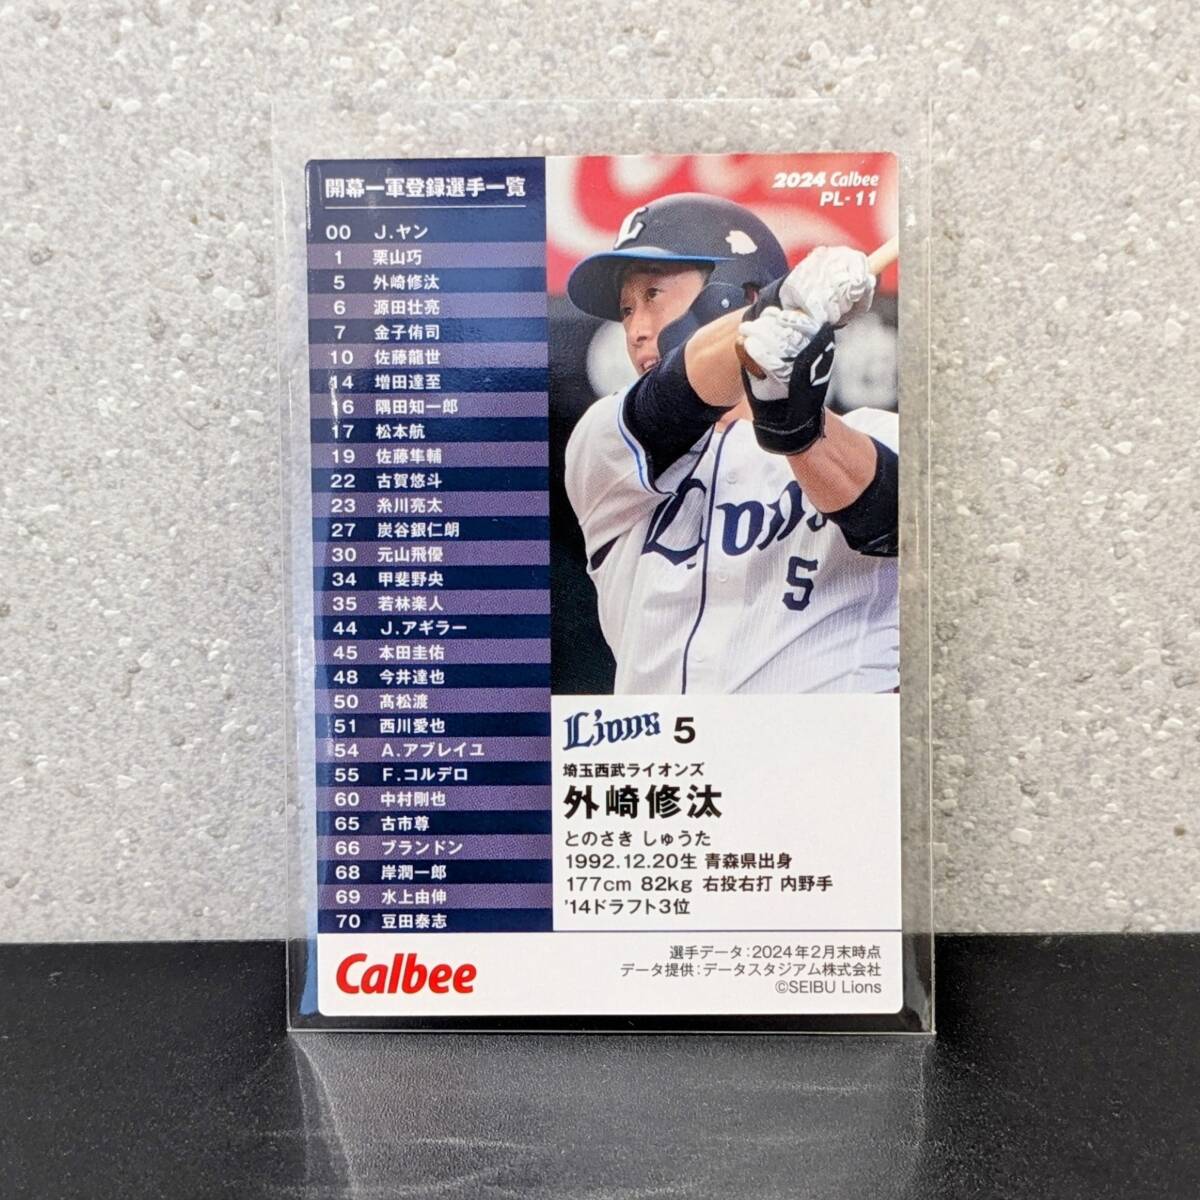 開幕一軍登録選手一覧
00 J.ヤン
1 栗山巧
5 外崎修汰
6 源田壮亮
7 金子侑司
10 佐藤龍世
14 増田達至
16 隅田知一郎
17 松本航
19 佐藤隼輔
22 古賀悠斗
23 糸川亮太
27 炭谷銀仁朗
30 元山飛優
34 甲斐野央
35 若林楽人
44 J.アギラー
45 本田圭佑
48 今井達也
50 髙松渡
51 西川愛也
54 A.アブレイユ
55 F.コルデロ
60 中村剛也
65 古市尊
66 ブランドン
68 岸潤一郎
69 水上由伸
70 豆田泰志
2024 Calbee
PL-11
L
Lions
5
Lions 5
埼玉西武ライオンズ
外崎修汰
とのさき しゅうた
1992.12.20生 青森県出身
177cm 82kg 右投右打 内野手
'14ドラフト3位
Calbee
選手データ:2024年2月末時点
データ提供:データスタジアム株式会社
©SEIBU Lions